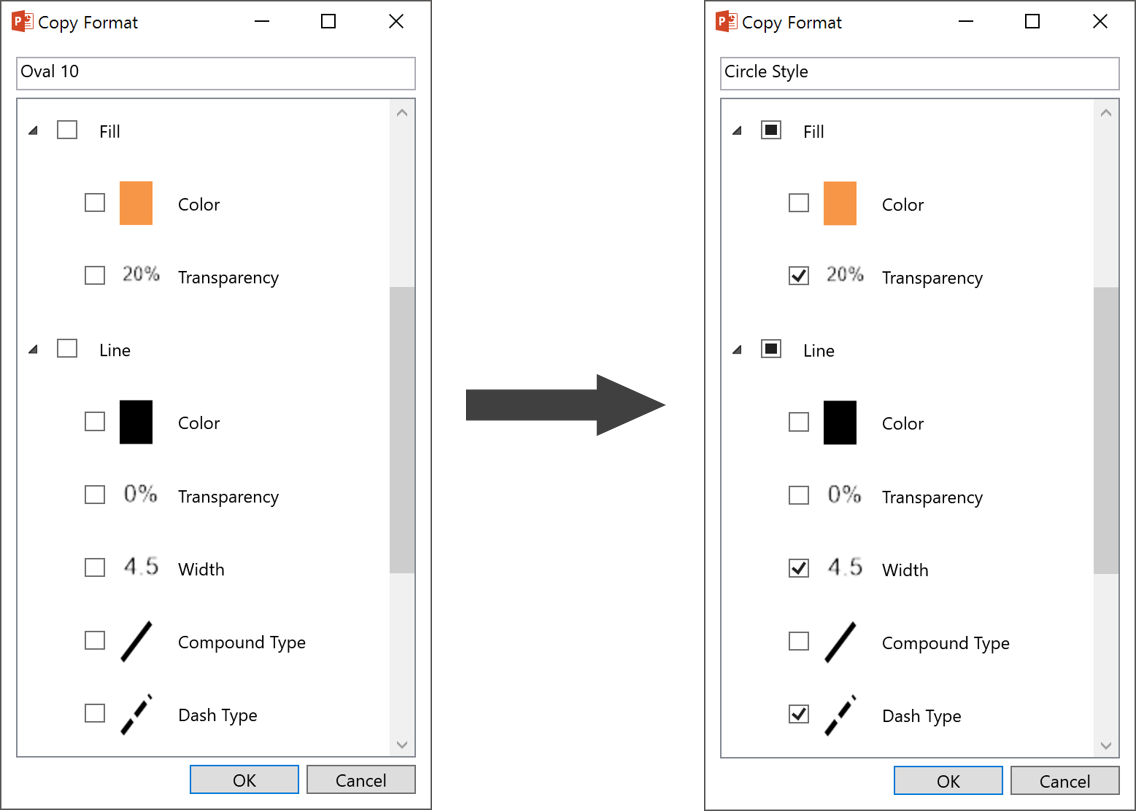 Copy Format
Oval 10
Fill
Color
20% Transparency
Line
Color
0% Transparency
4.5 Width
Compound Type
Dash Type
OK Cancel
Copy Format
Circle Style
Fill
Color
20% Transparency
Line
Color
0% Transparency
4.5 Width
Compound Type
Dash Type
OK Cancel